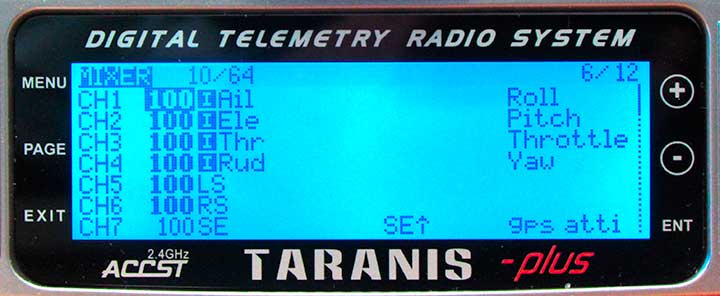 DIGITAL TELEMETRY RADIO SYSTEM
MENU
PAGE
EXIT
MIXER 10/64 6/12
CH1 100 I Ail Roll
CH2 100 I Ele Pitch
CH3 100 I Thr Throttle
CH4 100 I Rud Yaw
CH5 100 LS
CH6 100 RS
CH7 100 SE SE↑ gps atti
+
-
ENT
2.4GHz
ACCST TARANIS -plus